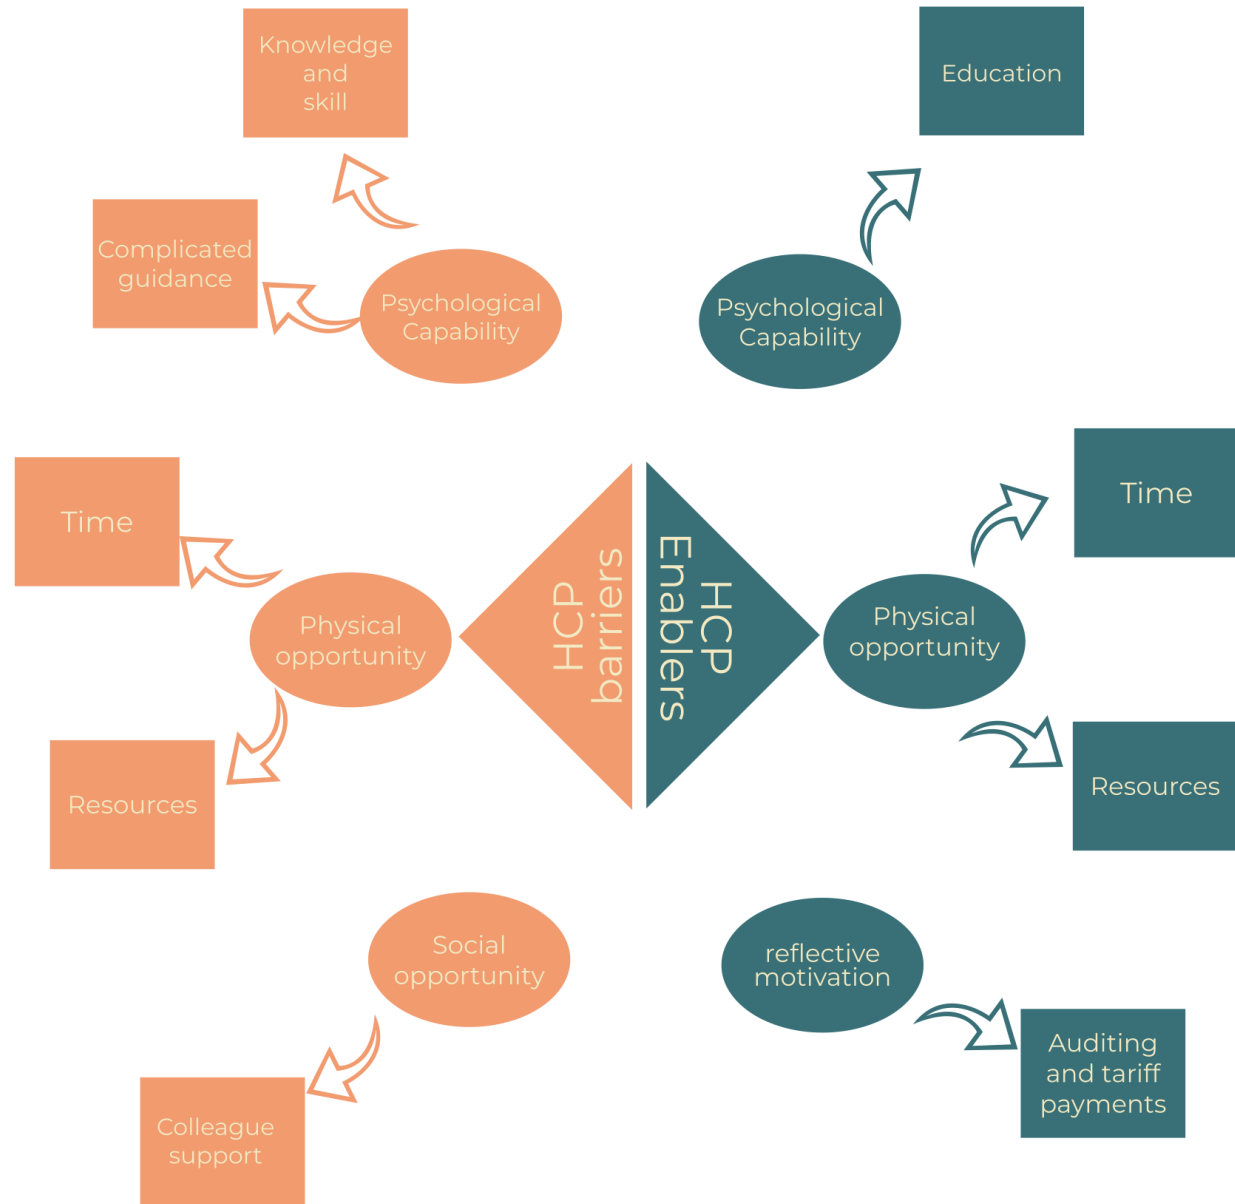 Knowledge
and
skill
Complicated
guidance
Psychological
Capability
Time
Physical
opportunity
Resources
Social
opportunity
Colleague
support
HCP
barriers
HCP
Enablers
Education
Psychological
Capability
Time
Physical
opportunity
Resources
reflective
motivation
Auditing
and tariff
payments